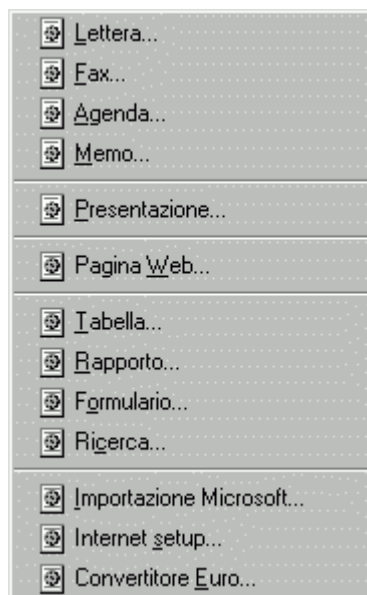 Lettera...
Fax...
Agenda...
Memo...
Presentazione...
Pagina Web...
Tabella...
Rapporto...
Formulario...
Ricerca...
Importazione Microsoft...
Internet setup...
Convertitore Euro...